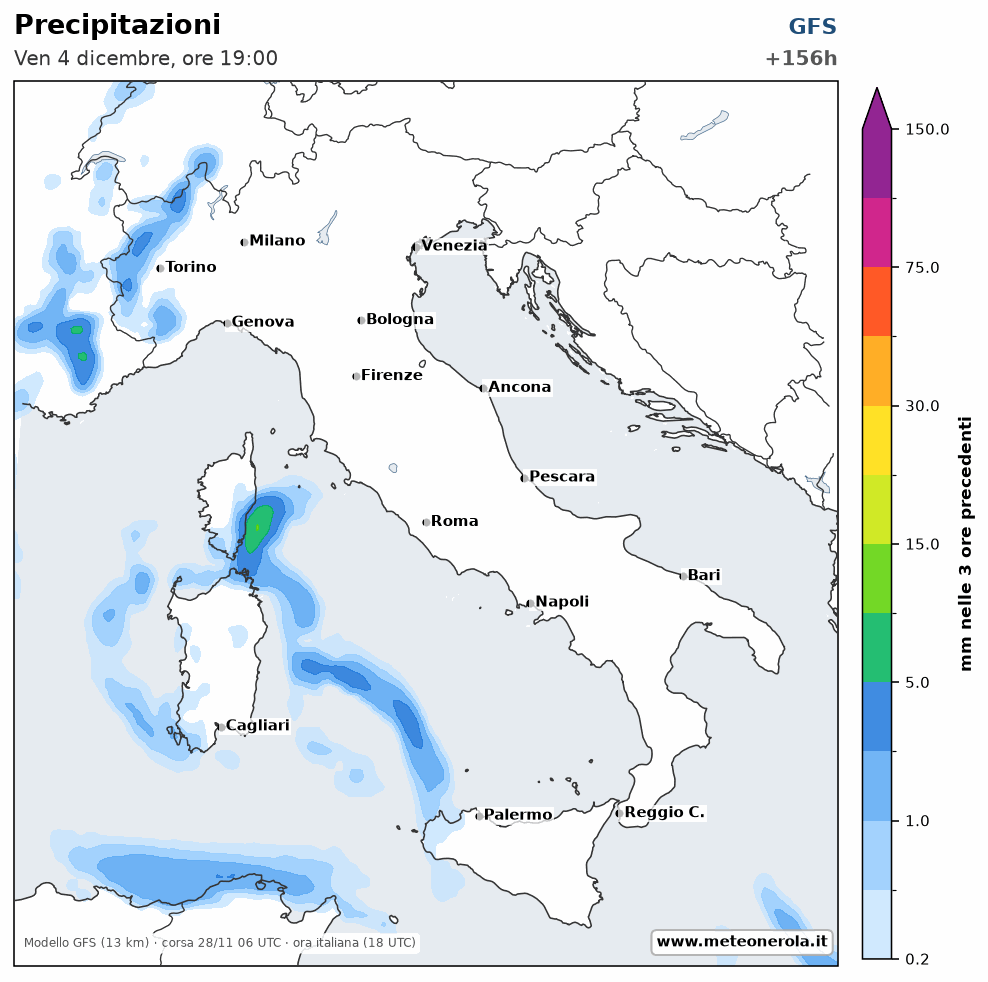 Precipitazioni
GFS
Ven 4 dicembre, ore 19:00
+156h
150.0
75.0
30.0
15.0
5.0
1.0
0.2
mm nelle 3 ore precedenti
Milano
Venezia
Torino
Genova
Bologna
Firenze
Ancona
Pescara
Roma
Bari
Napoli
Cagliari
Palermo
Reggio C.
Modello GFS (13 km) · corsa 28/11 06 UTC · ora italiana (18 UTC)
www.meteonerola.it